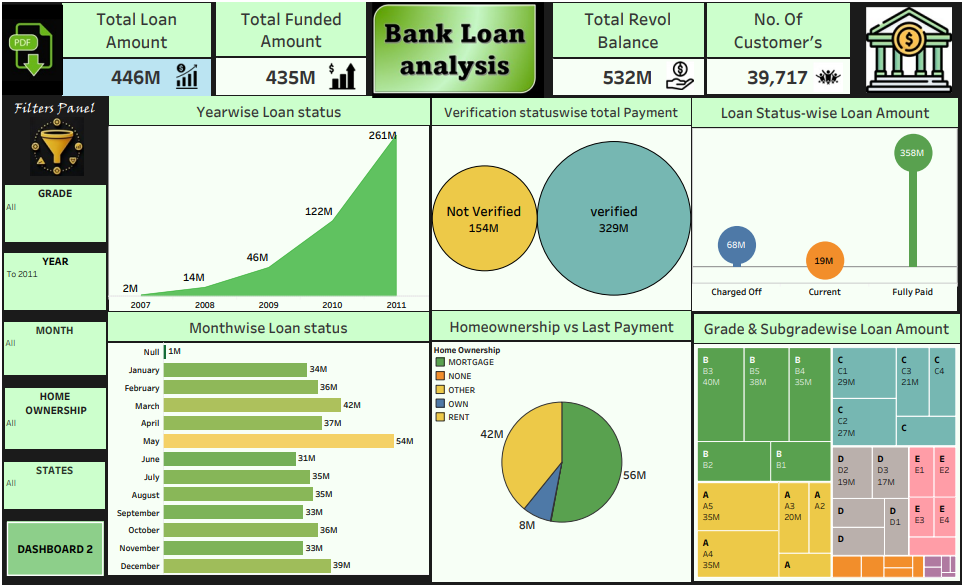 PDF
Total Loan
Amount
446M
Total Funded
Amount
435M
Bank Loan
analysis
Total Revol
Balance
532M
No. Of
Customer's
39,717
Filters Panel
GRADE
All
YEAR
To 2011
MONTH
All
HOME
OWNERSHIP
All
STATES
All
DASHBOARD 2
Yearwise Loan status
261M
122M
46M
14M
2M
2007 2008 2009 2010 2011
Verification statuswise total Payment
Not Verified
154M
verified
329M
Loan Status-wise Loan Amount
358M
68M
19M
Charged Off Current Fully Paid
Monthwise Loan status
Null 1M
January 34M
February 36M
March 42M
April 37M
May 54M
June 31M
July 35M
August 35M
September 33M
October 36M
November 33M
December 39M
Homeownership vs Last Payment
Home Ownership
MORTGAGE
NONE
OTHER
OWN
RENT
42M
56M
8M
Grade & Subgradewise Loan Amount
B
B3
40M
B
B5
38M
B
B4
35M
B
B2
B
B1
A
A5
35M
A
A4
35M
A
A3
20M
A
A2
A
C
C1
29M
C
C2
27M
C
C3
21M
C
C4
C
D
D2
19M
D
D3
17M
D
D
D
D1
E
E1
E
E2
E
E3
E
E4